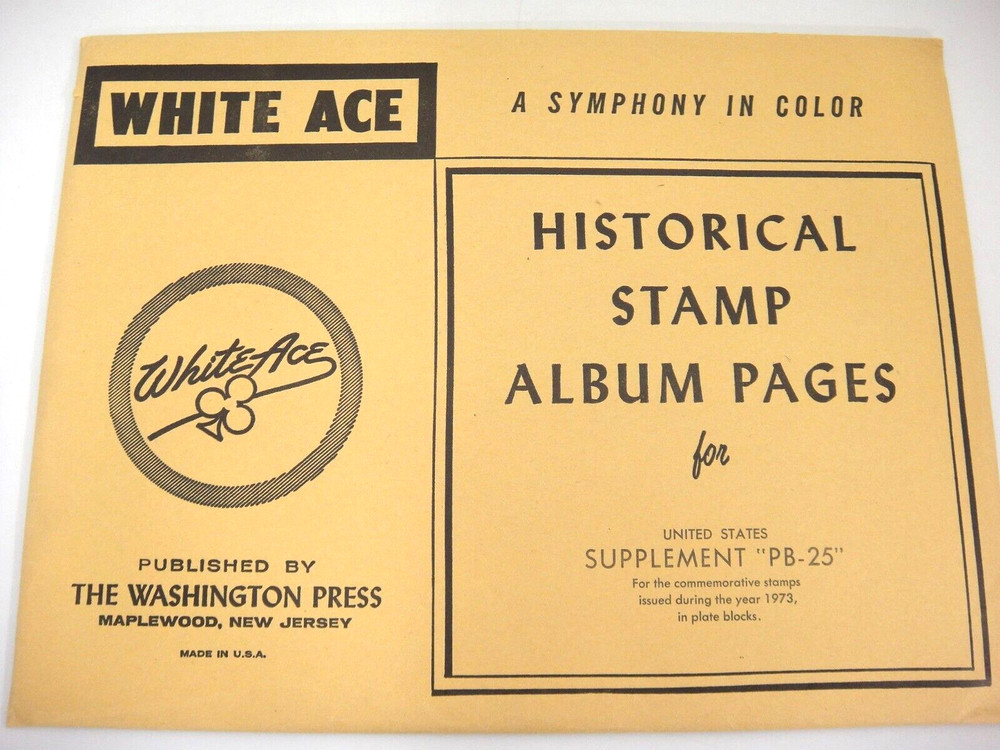 WHITE ACE
A SYMPHONY IN COLOR
HISTORICAL
STAMP
ALBUM PAGES
for
UNITED STATES
SUPPLEMENT "PB-25"
For the commemorative stamps
issued during the year 1973,
in plate blocks.
White Ace
PUBLISHED BY
THE WASHINGTON PRESS
MAPLEWOOD, NEW JERSEY
MADE IN U.S.A.